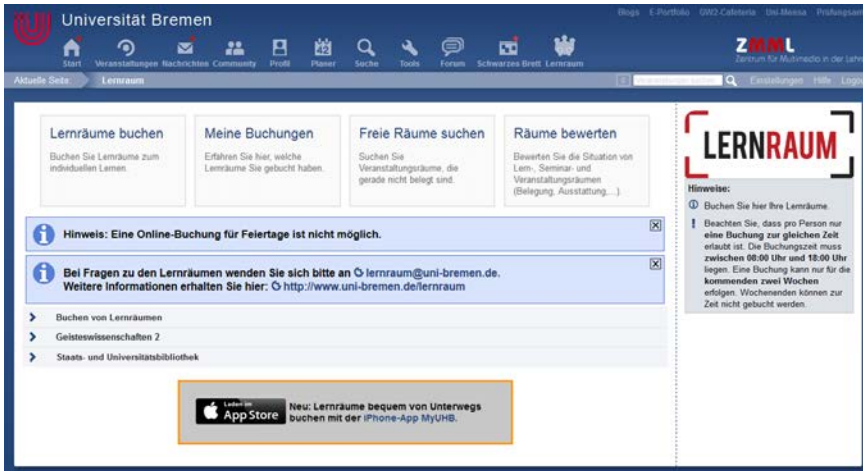 Universität Bremen
Blogs E-Portfolio GW2-Cafeteria Uni-Mensa Prüfungsamt
Start Veranstaltungen Nachrichten Community Profil Planer Suche Tools Forum Schwarzes Brett Lernraum
42
ZMML
Zentrum für Multimedia in der Lehre
Aktuelle Seite: Lernraum
Einstellungen Hilfe Logout
Lernräume buchen
Buchen Sie Lernräume zum
individuellen Lernen.
Meine Buchungen
Erfahren Sie hier, welche
Lernräume Sie gebucht haben.
Freie Räume suchen
Suchen Sie
Veranstaltungsräume, die
gerade nicht belegt sind.
Räume bewerten
Bewerten Sie die Situation von
Lern-, Seminar- und
Veranstaltungsräumen
(Belegung, Ausstattung,...).
Hinweis: Eine Online-Buchung für Feiertage ist nicht möglich.
Bei Fragen zu den Lernräumen wenden Sie sich bitte an lernraum@uni-bremen.de.
Weitere Informationen erhalten Sie hier: http://www.uni-bremen.de/lernraum
Buchen von Lernräumen
Geisteswissenschaften 2
Staats- und Universitätsbibliothek
Laden im
App Store
Neu: Lernräume bequem von Unterwegs
buchen mit der iPhone-App MyUHB.
LERNRAUM
Hinweise:
Buchen Sie hier Ihre Lernräume.
Beachten Sie, dass pro Person nur
eine Buchung zur gleichen Zeit
erlaubt ist. Die Buchungszeit muss
zwischen 08:00 Uhr und 18:00 Uhr
liegen. Eine Buchung kann nur für die
kommenden zwei Wochen
erfolgen. Wochenenden können zur
Zeit nicht gebucht werden.